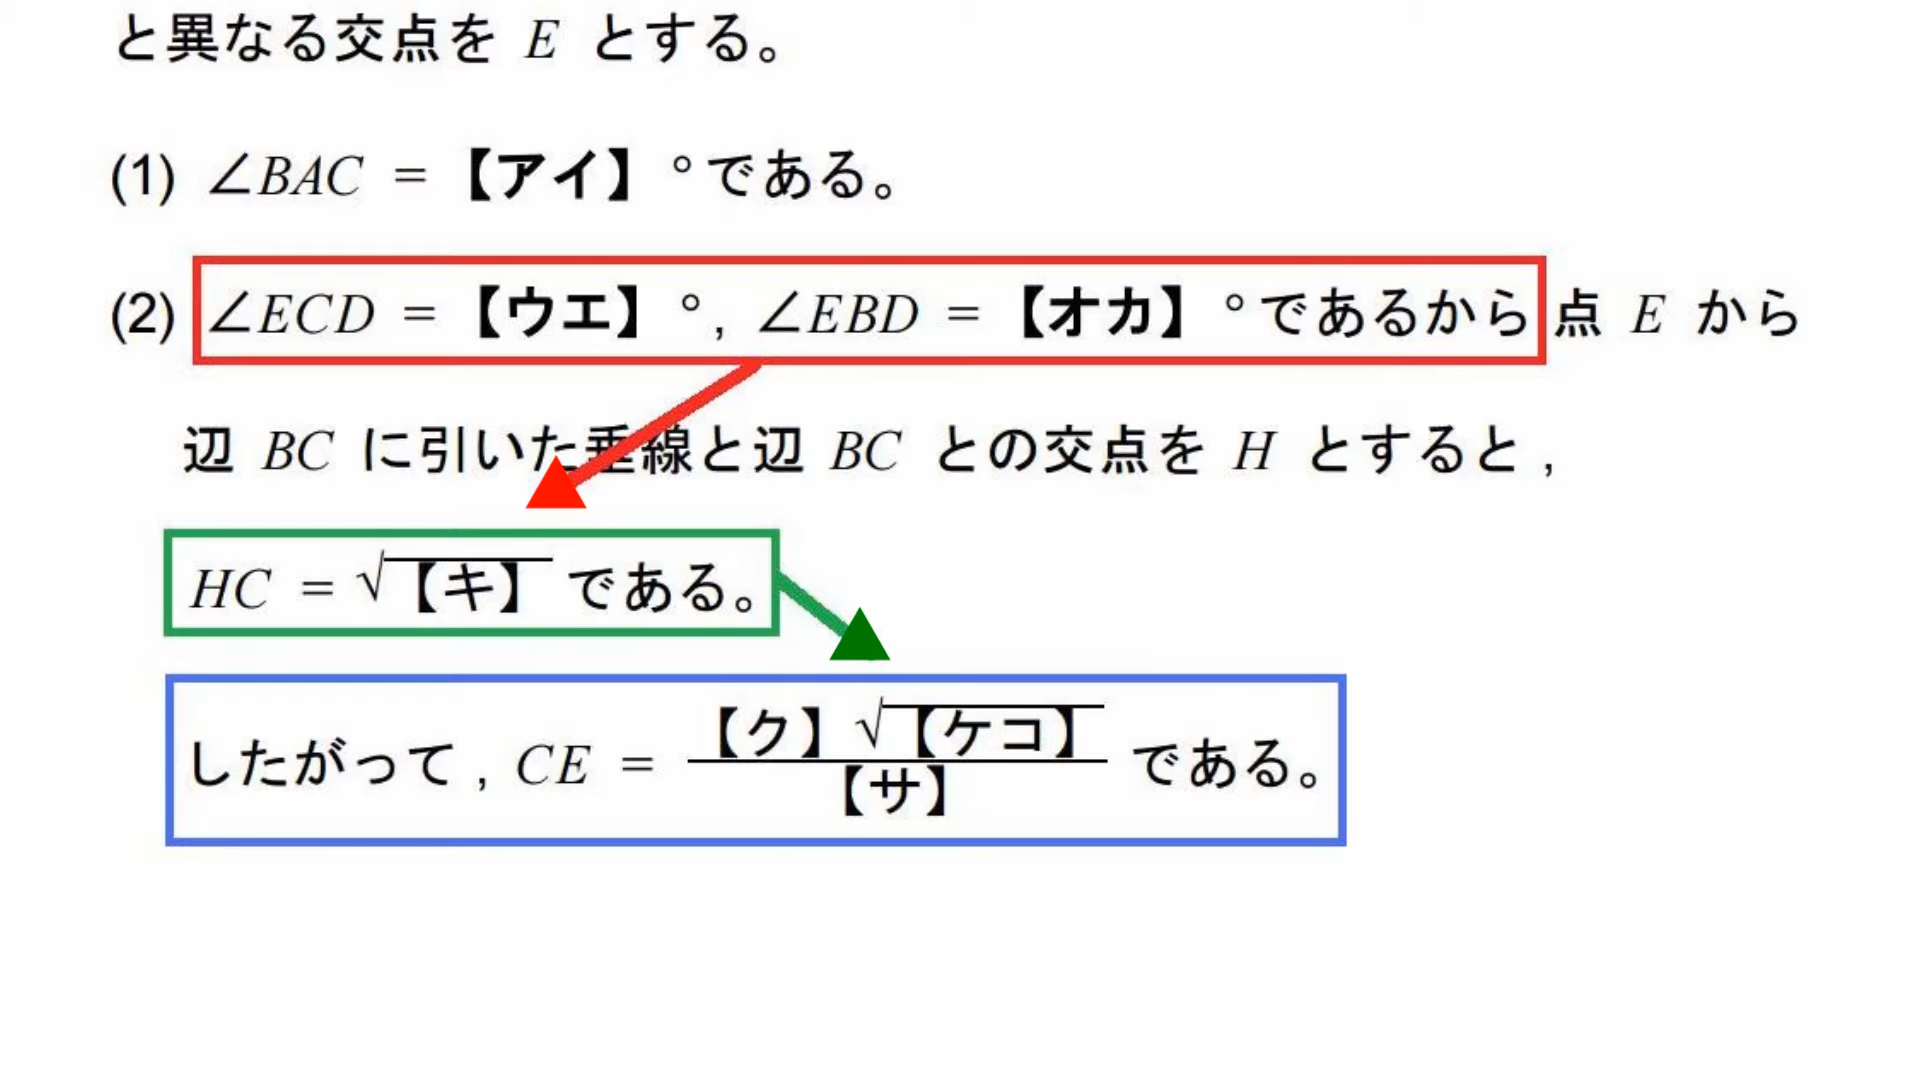 と異なる交点を E とする。
(1) ∠BAC = 【アイ】°である。
(2) ∠ECD = 【ウエ】°, ∠EBD = 【オカ】°であるから 点 E から
辺 BC に引いた垂線と辺 BC との交点を H とすると,
HC = √【キ】 である。
したがって, CE = 【ク】√【ケコ】/【サ】 である。